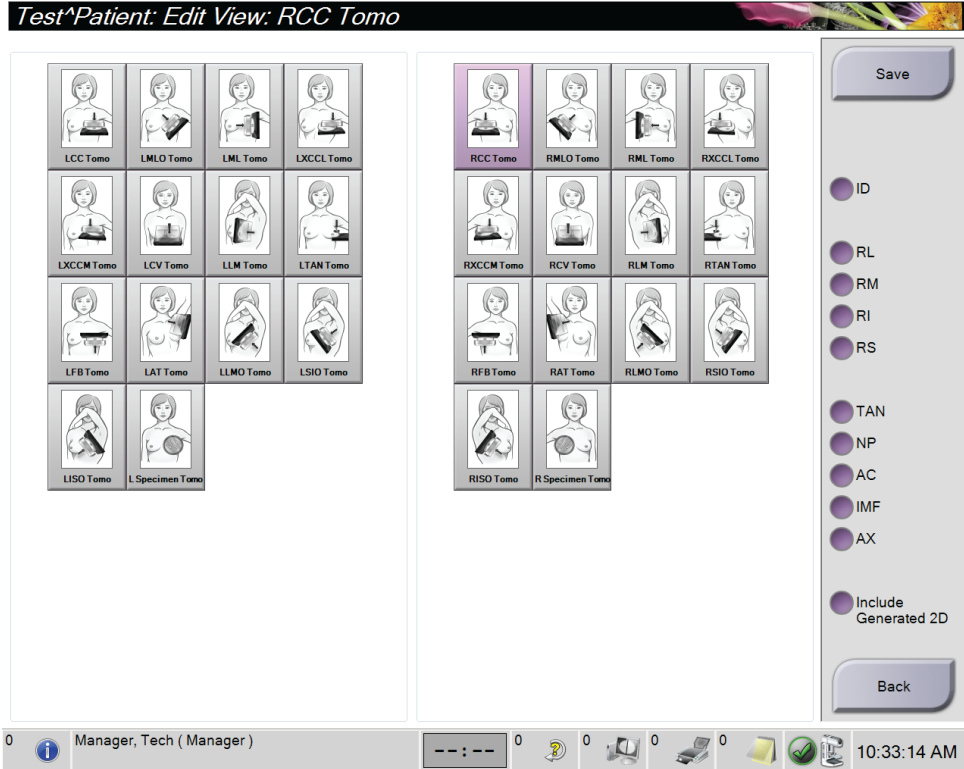 Test^Patient: Edit View: RCC Tomo
LCC Tomo
LMLO Tomo
LML Tomo
LXCCL Tomo
LXCCM Tomo
LCV Tomo
LLM Tomo
LTAN Tomo
LFB Tomo
LAT Tomo
LLMO Tomo
LSIO Tomo
LISO Tomo
L Specimen Tomo
RCC Tomo
RMLO Tomo
RML Tomo
RXCCL Tomo
RXCCM Tomo
RCV Tomo
RLM Tomo
RTAN Tomo
RFB Tomo
RAT Tomo
RLMO Tomo
RSIO Tomo
RISO Tomo
R Specimen Tomo
Save
ID
RL
RM
RI
RS
TAN
NP
AC
IMF
AX
Include
Generated 2D
Back
0
Manager, Tech ( Manager )
--:--
0
0
0
0
10:33:14 AM